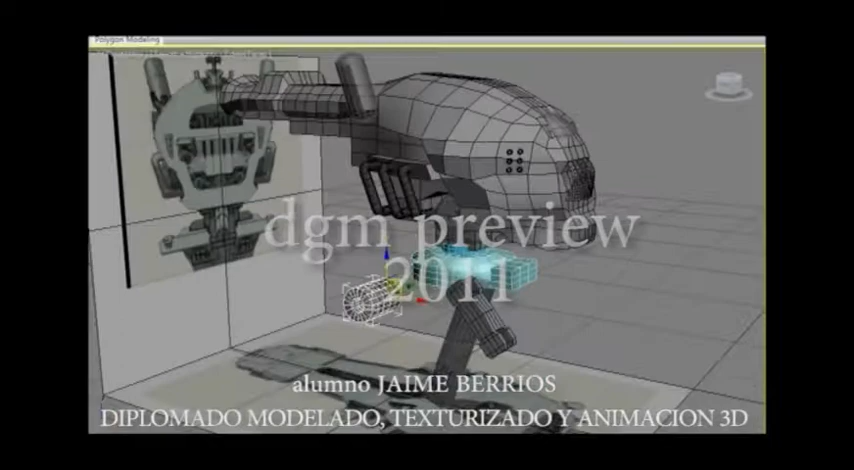 Polygon Modeling
dgm preview
2011
alumno JAIME BERRIOS
DIPLOMADO MODELADO, TEXTURIZADO Y ANIMACION 3D